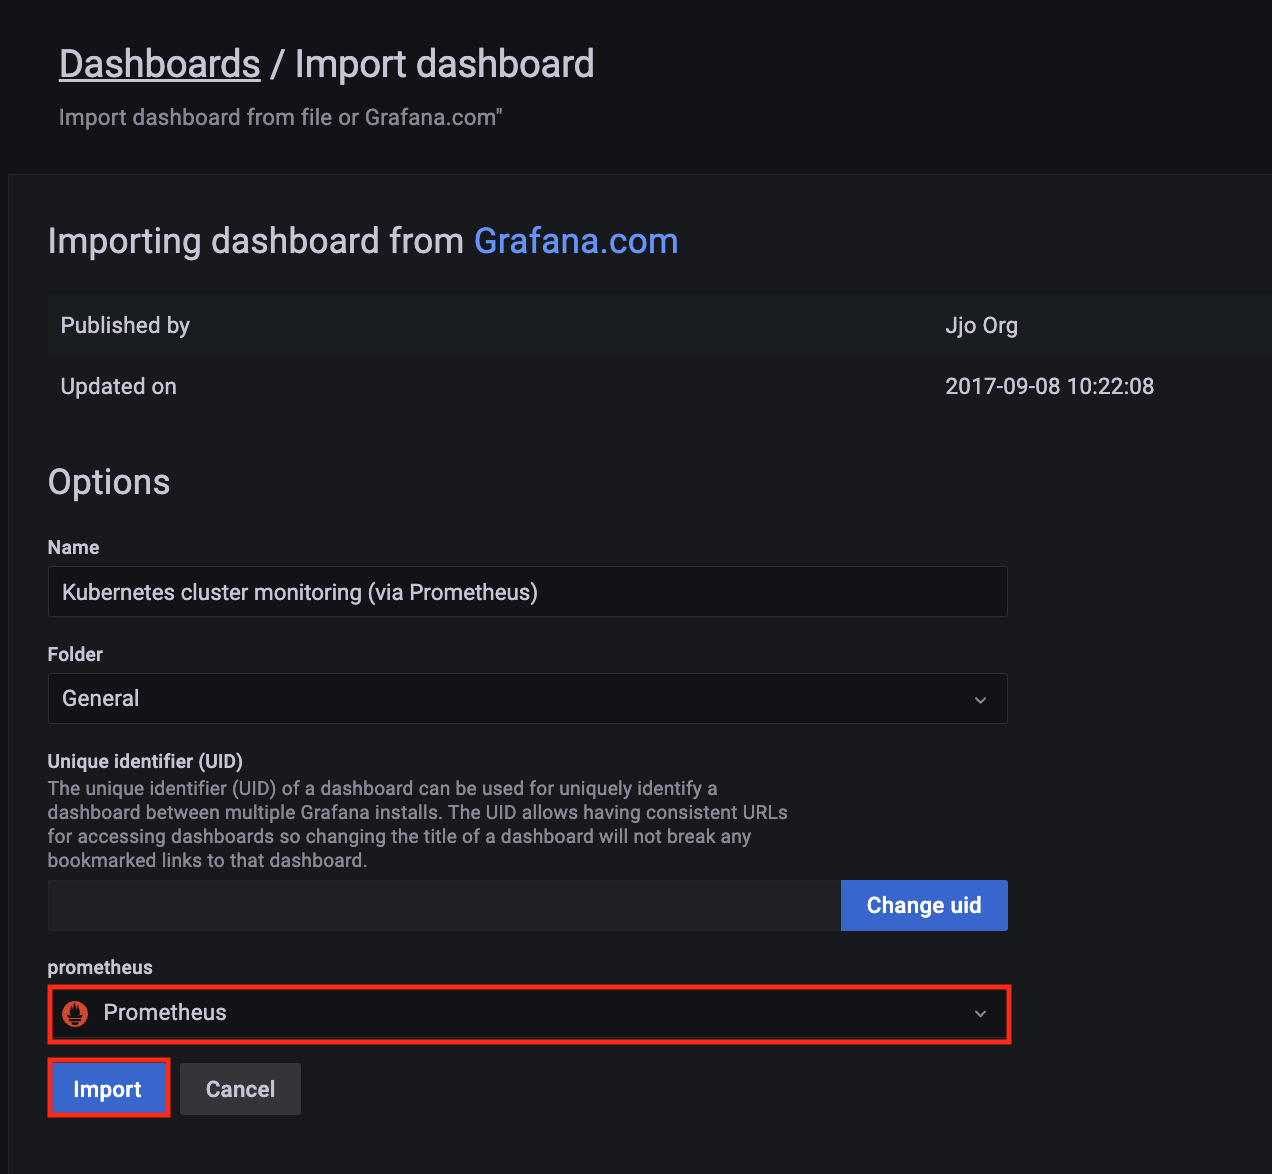 Dashboards / Import dashboard
Import dashboard from file or Grafana.com"
Importing dashboard from Grafana.com
Published by Jjo Org
Updated on 2017-09-08 10:22:08
Options
Name
Kubernetes cluster monitoring (via Prometheus)
Folder
General
Unique identifier (UID)
The unique identifier (UID) of a dashboard can be used for uniquely identify a
dashboard between multiple Grafana installs. The UID allows having consistent URLs
for accessing dashboards so changing the title of a dashboard will not break any
bookmarked links to that dashboard.
Change uid
prometheus
Prometheus
Import Cancel